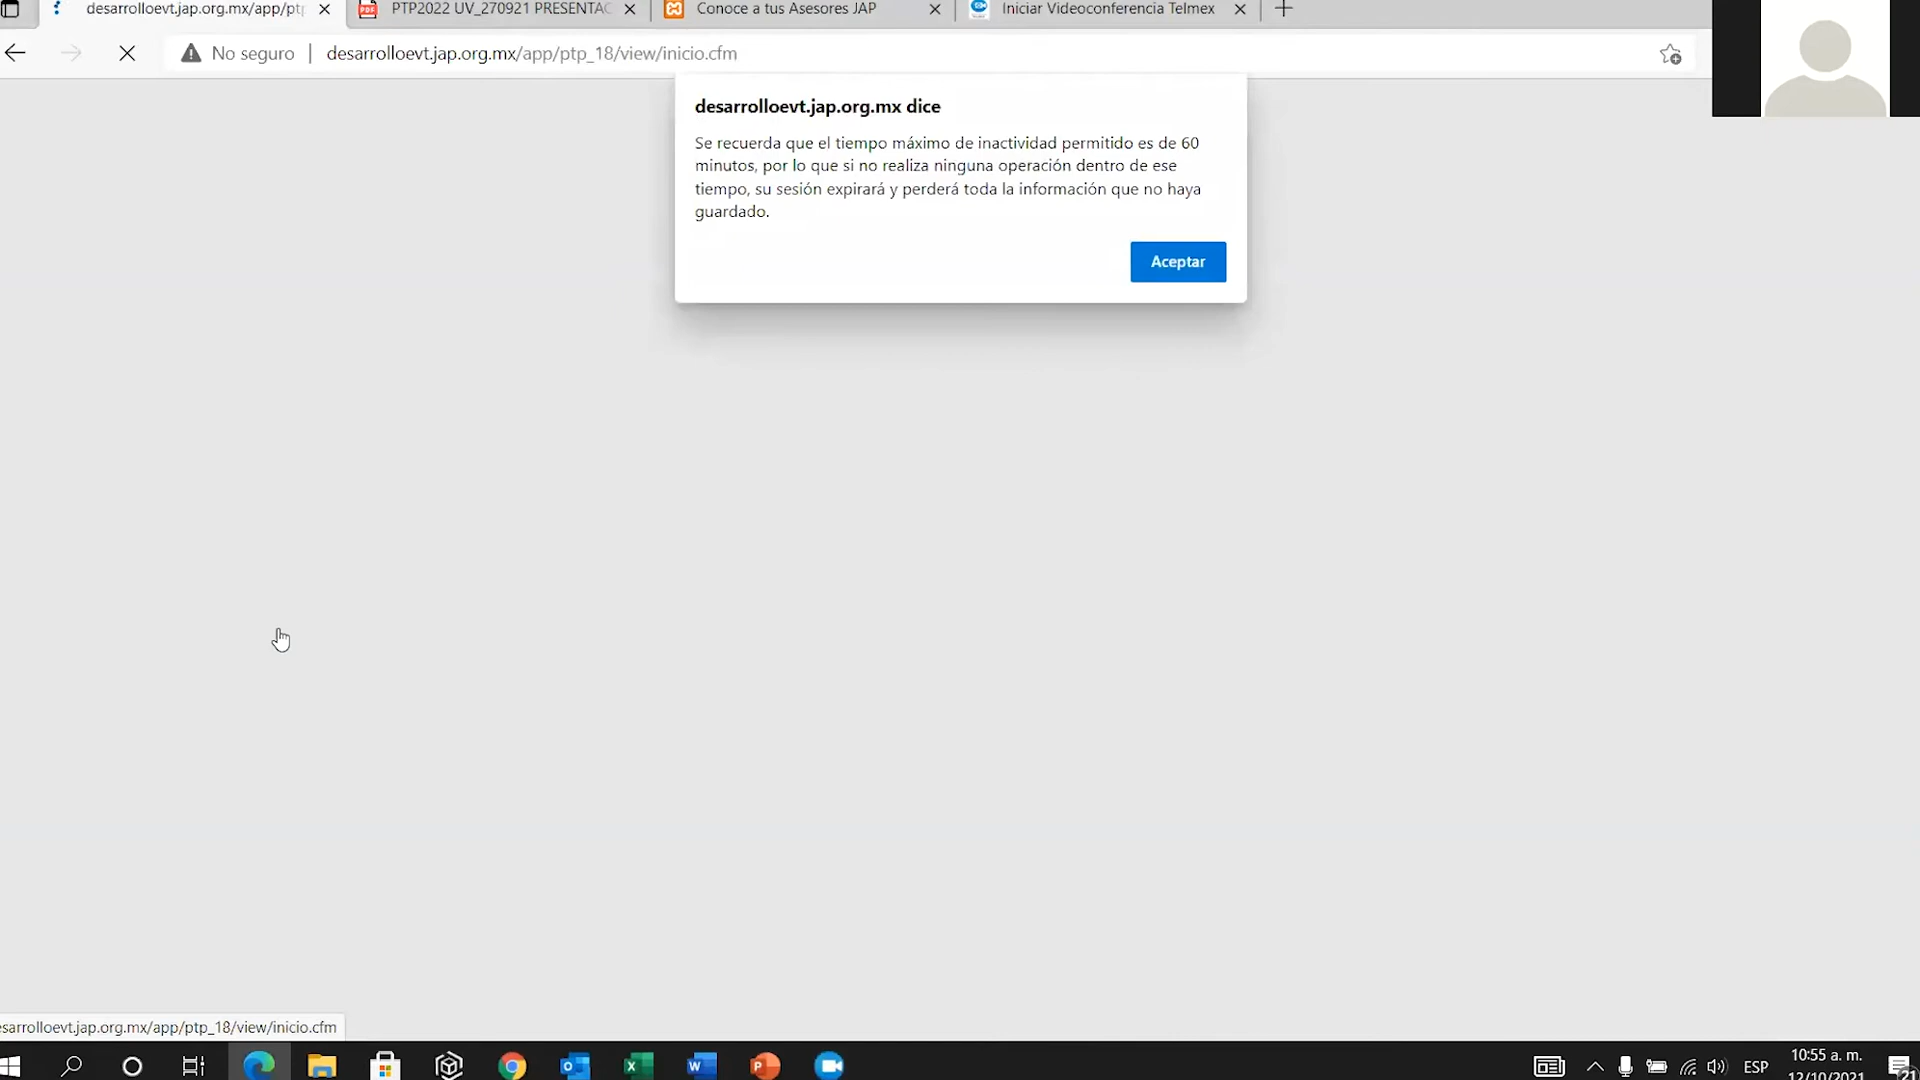 desarrolloevt.jap.org.mx/app/pt
PTP2022 UV_270921 PRESENTAC
Conoce a tus Asesores JAP
Iniciar Videoconferencia Telmex
No seguro | desarrolloevt.jap.org.mx/app/ptp_18/view/inicio.cfm
desarrolloevt.jap.org.mx dice
Se recuerda que el tiempo máximo de inactividad permitido es de 60
minutos, por lo que si no realiza ninguna operación dentro de ese
tiempo, su sesión expirará y perderá toda la información que no haya
guardado.
Aceptar
esarrolloevt.jap.org.mx/app/ptp_18/view/inicio.cfm
ESP
10:55 a. m.
12/10/2021
21